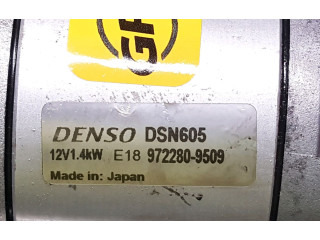 DENSO DSN605
12V1.4kW E18 972280-9509
Made in: Japan